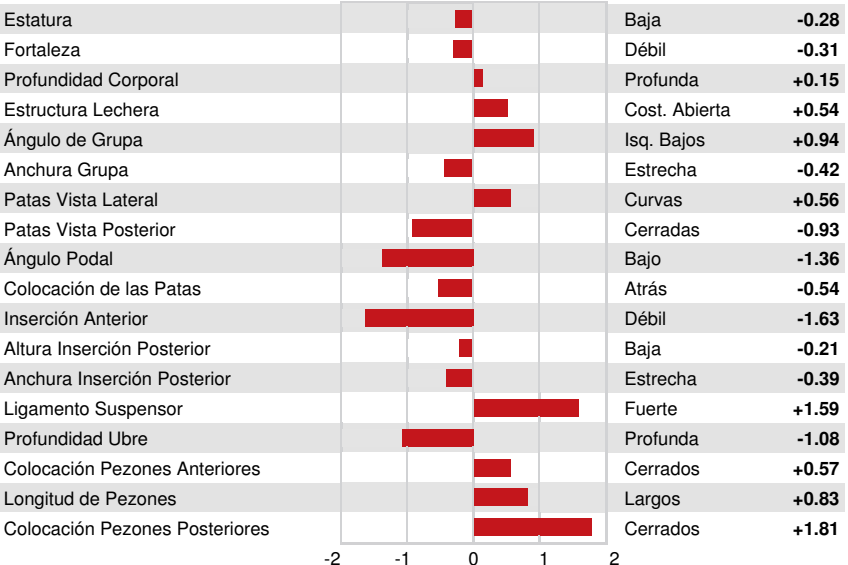 Estatura Baja -0.28
Fortaleza Débil -0.31
Profundidad Corporal Profunda +0.15
Estructura Lechera Cost. Abierta +0.54
Ángulo de Grupa Isq. Bajos +0.94
Anchura Grupa Estrecha -0.42
Patas Vista Lateral Curvas +0.56
Patas Vista Posterior Cerradas -0.93
Ángulo Podal Bajo -1.36
Colocación de las Patas Atrás -0.54
Inserción Anterior Débil -1.63
Altura Inserción Posterior Baja -0.21
Anchura Inserción Posterior Estrecha -0.39
Ligamento Suspensor Fuerte +1.59
Profundidad Ubre Profunda -1.08
Colocación Pezones Anteriores Cerrados +0.57
Longitud de Pezones Largos +0.83
Colocación Pezones Posteriores Cerrados +1.81
-2 -1 0 1 2